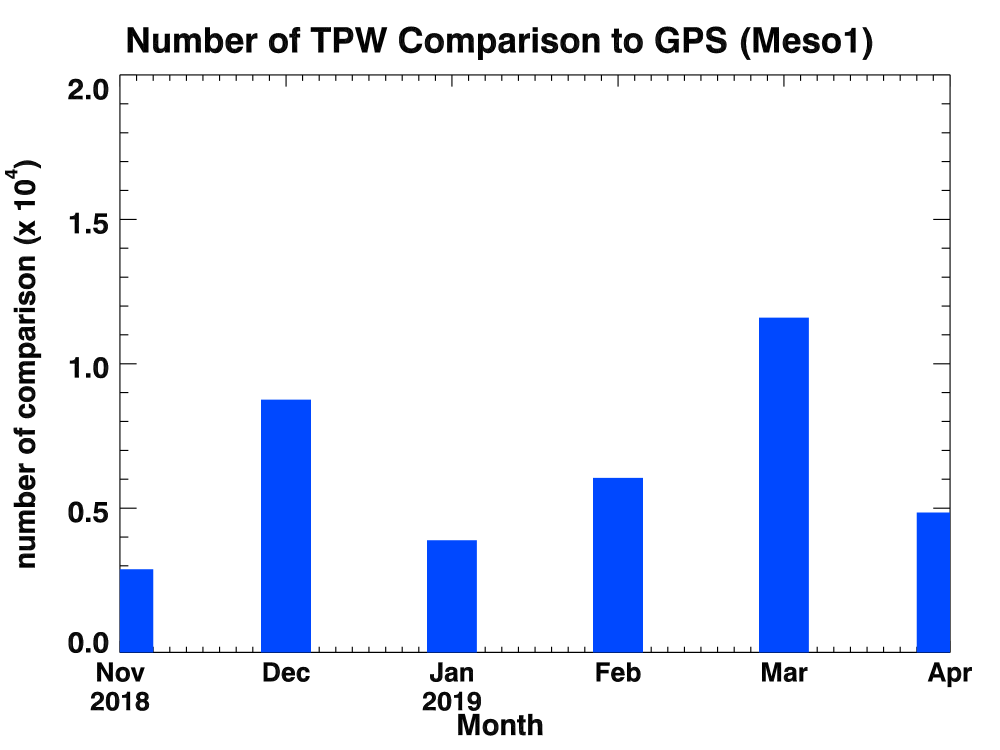 Number of TPW Comparison to GPS (Meso1)
number of comparison (x 10⁴)
2.0
1.5
1.0
0.5
0.0
Nov Dec Jan Feb Mar Apr
2018 2019
Month